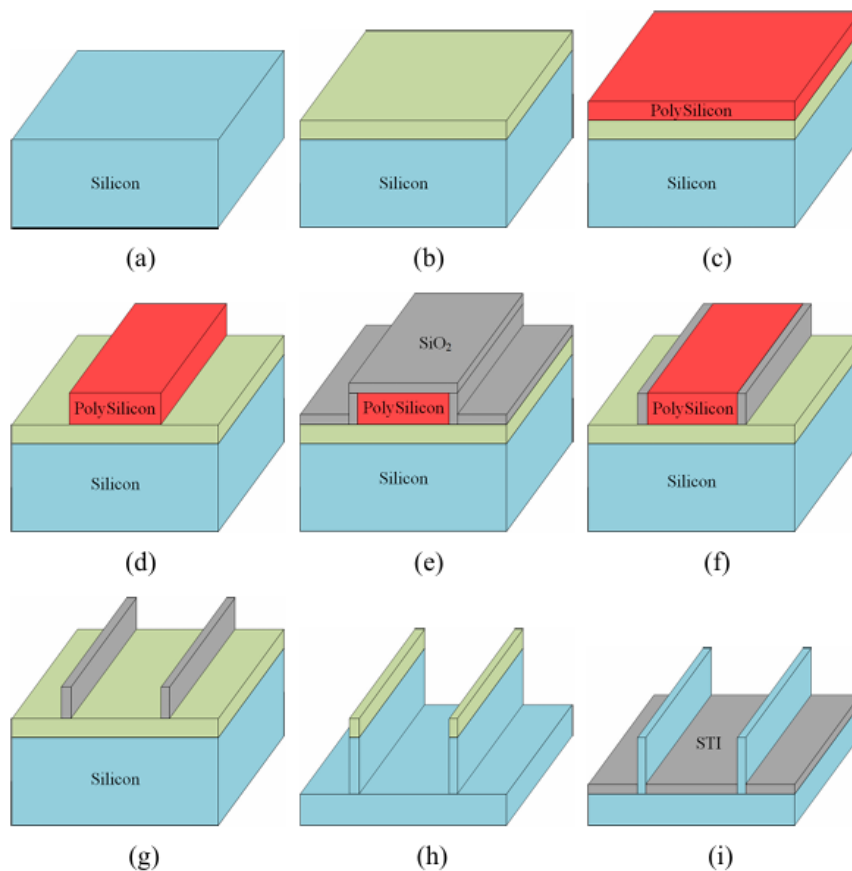 Silicon
(a)
Silicon
(b)
PolySilicon
Silicon
(c)
PolySilicon
Silicon
(d)
SiO₂
PolySilicon
Silicon
(e)
PolySilicon
Silicon
(f)
Silicon
(g)
(h)
STI
(i)